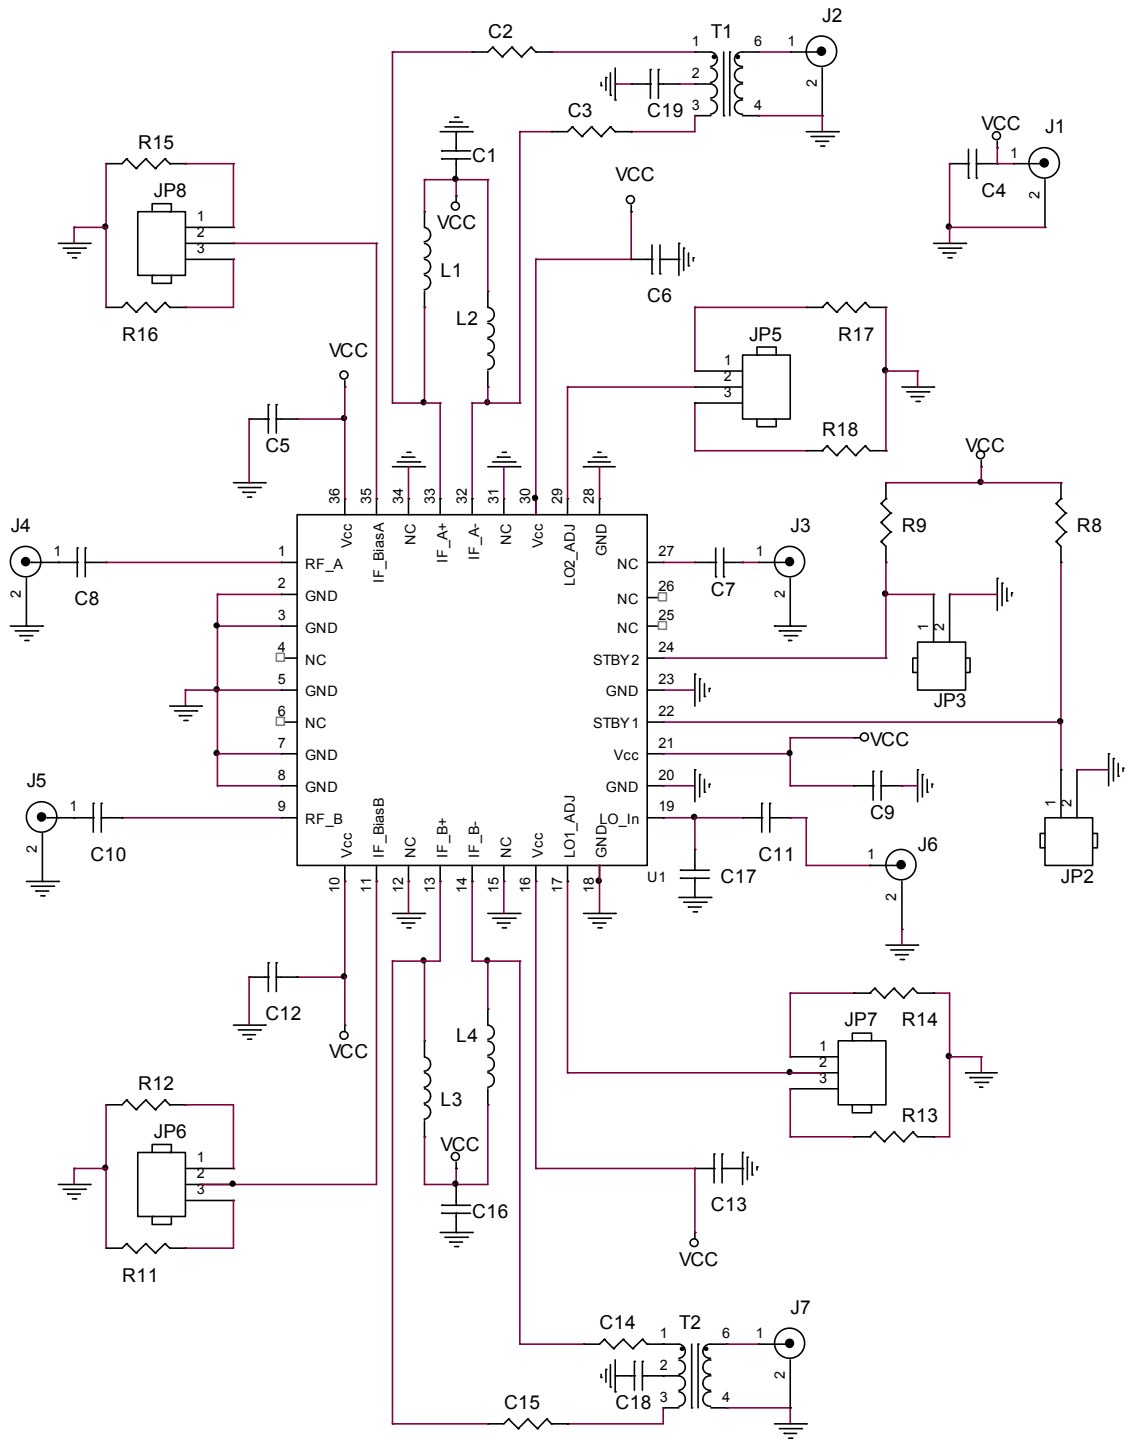 C2
1
T1
6
1
J2
2
C19
2
3
4
C3
R15
JP8
1
2
3
R16
C1
VCC
L1
L2
VCC
C6
VCC
J1
1
C4
2
JP5
1
2
3
R17
R18
VCC
C5
VCC
R9
R8
36
35
34
33
32
31
30
29
28
Vcc
IF_BiasA
NC
IF_A+
IF_A-
NC
Vcc
LO2_ADJ
GND
J4
1
2
C8
1 RF_A
2 GND
3 GND
4 NC
5 GND
6 NC
7 GND
8 GND
9 RF_B
J5
1
2
C10
NC 27
NC 26
NC 25
STBY2 24
GND 23
STBY1 22
Vcc 21
GND 20
LO_In 19
C7
1
J3
2
1
2
JP3
VCC
C9
1
2
JP2
C11
C17
1
J6
2
Vcc
IF_BiasB
NC
IF_B+
IF_B-
NC
Vcc
LO1_ADJ
GND
U1
10
11
12
13
14
15
16
17
18
C12
VCC
L4
L3
VCC
C16
R14
JP7
1
2
3
R13
R12
JP6
1
2
3
R11
C13
VCC
C14
1
T2
6
1
J7
2
C18
2
3
4
C15